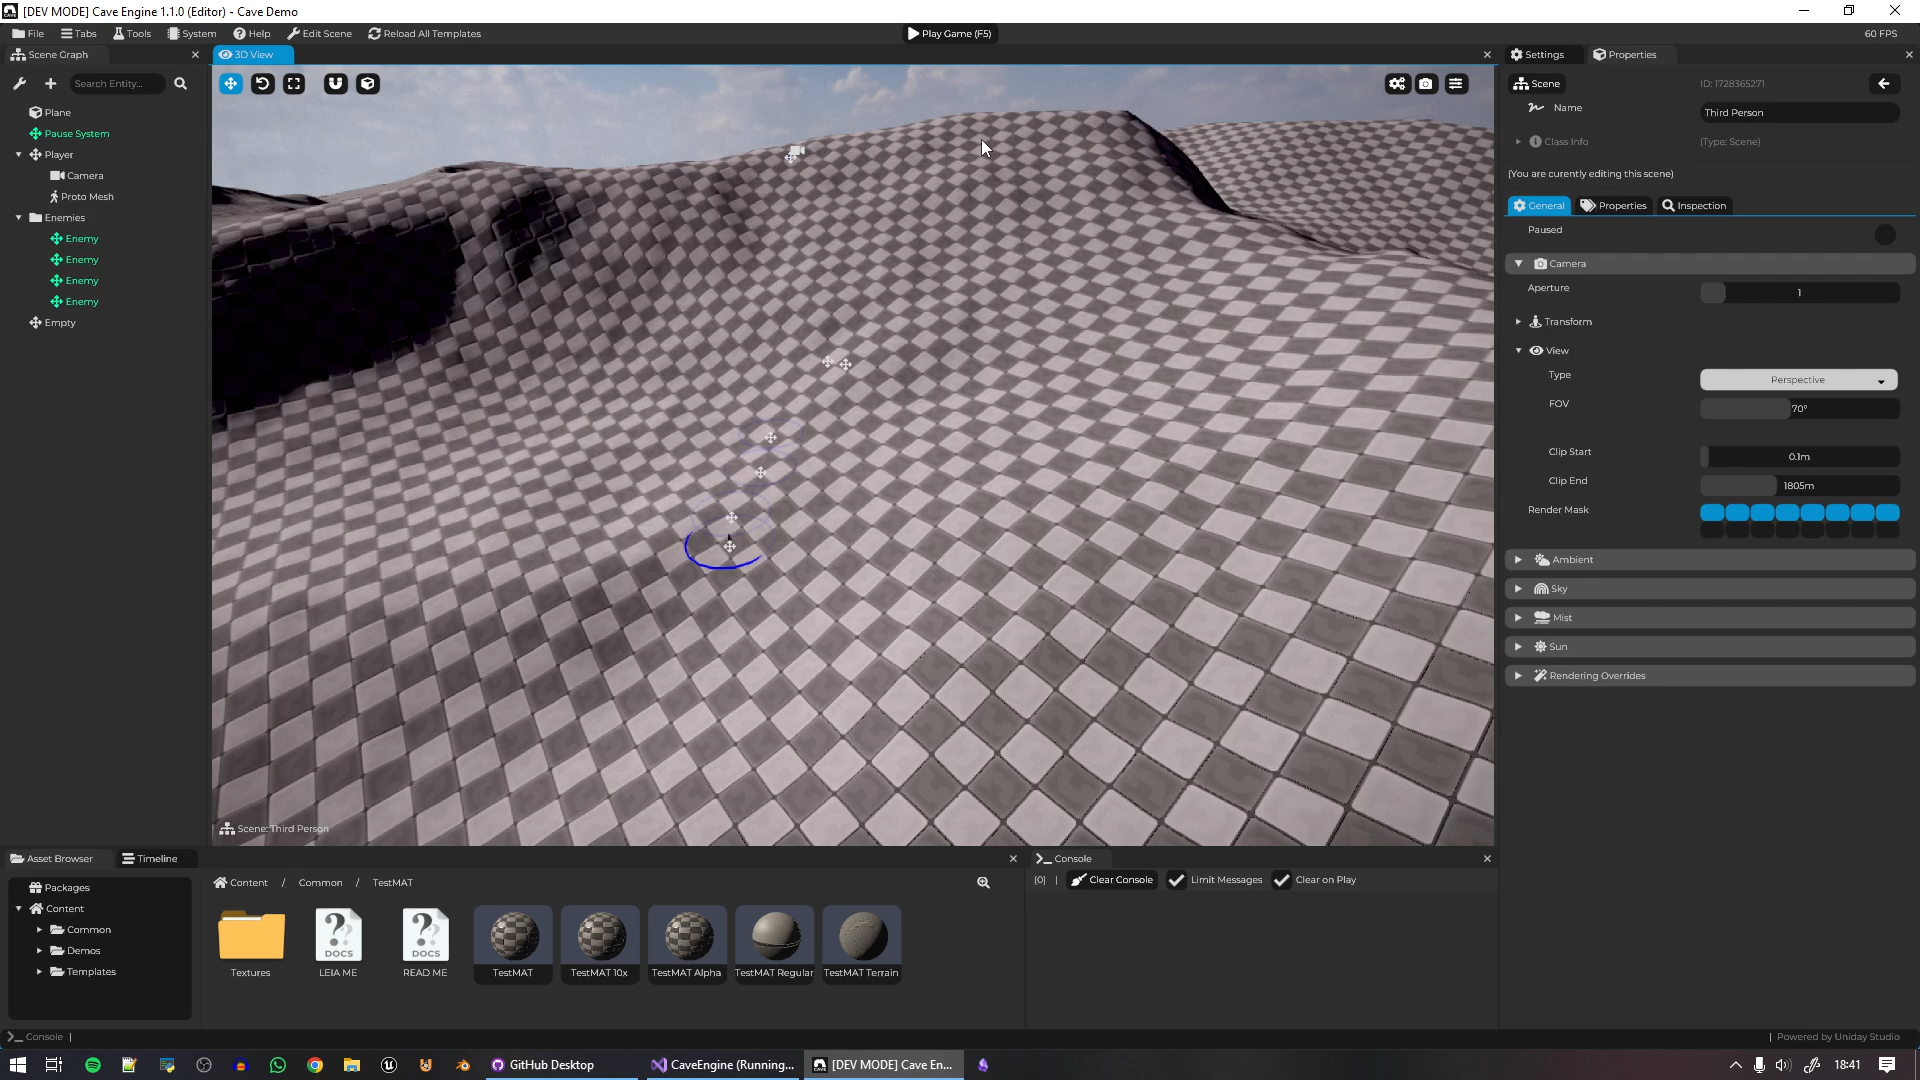 [DEV MODE] Cave Engine 1.1.0 (Editor) - Cave Demo
File Tabs Tools System Help Edit Scene Reload All Templates
Play Game (F5)
60 FPS
Scene Graph
3D View
Settings
Properties
Search Entity...
Scene
ID: 1728365271
Name
Third Person
Class Info
(Type: Scene)
(You are curently editing this scene)
General
Properties
Inspection
Paused
Camera
Aperture
1
Transform
View
Type
Perspective
FOV
70°
Clip Start
0.1m
Clip End
1805m
Render Mask
Ambient
Sky
Mist
Sun
Rendering Overrides
Plane
Pause System
Player
Camera
Proto Mesh
Enemies
Enemy
Enemy
Enemy
Enemy
Empty
Scene: Third Person
Asset Browser
Timeline
Console
Packages
Content
Common
Demos
Templates
Content / Common / TestMAT
Textures
DOCS
LEIA ME
DOCS
READ ME
TestMAT
TestMAT 10x
TestMAT Alpha
TestMAT Regular
TestMAT Terrain
[0] | Clear Console
Limit Messages
Clear on Play
Console |
| Powered by Uniday Studio
GitHub Desktop
CaveEngine (Running...
[DEV MODE] Cave En...
18:41